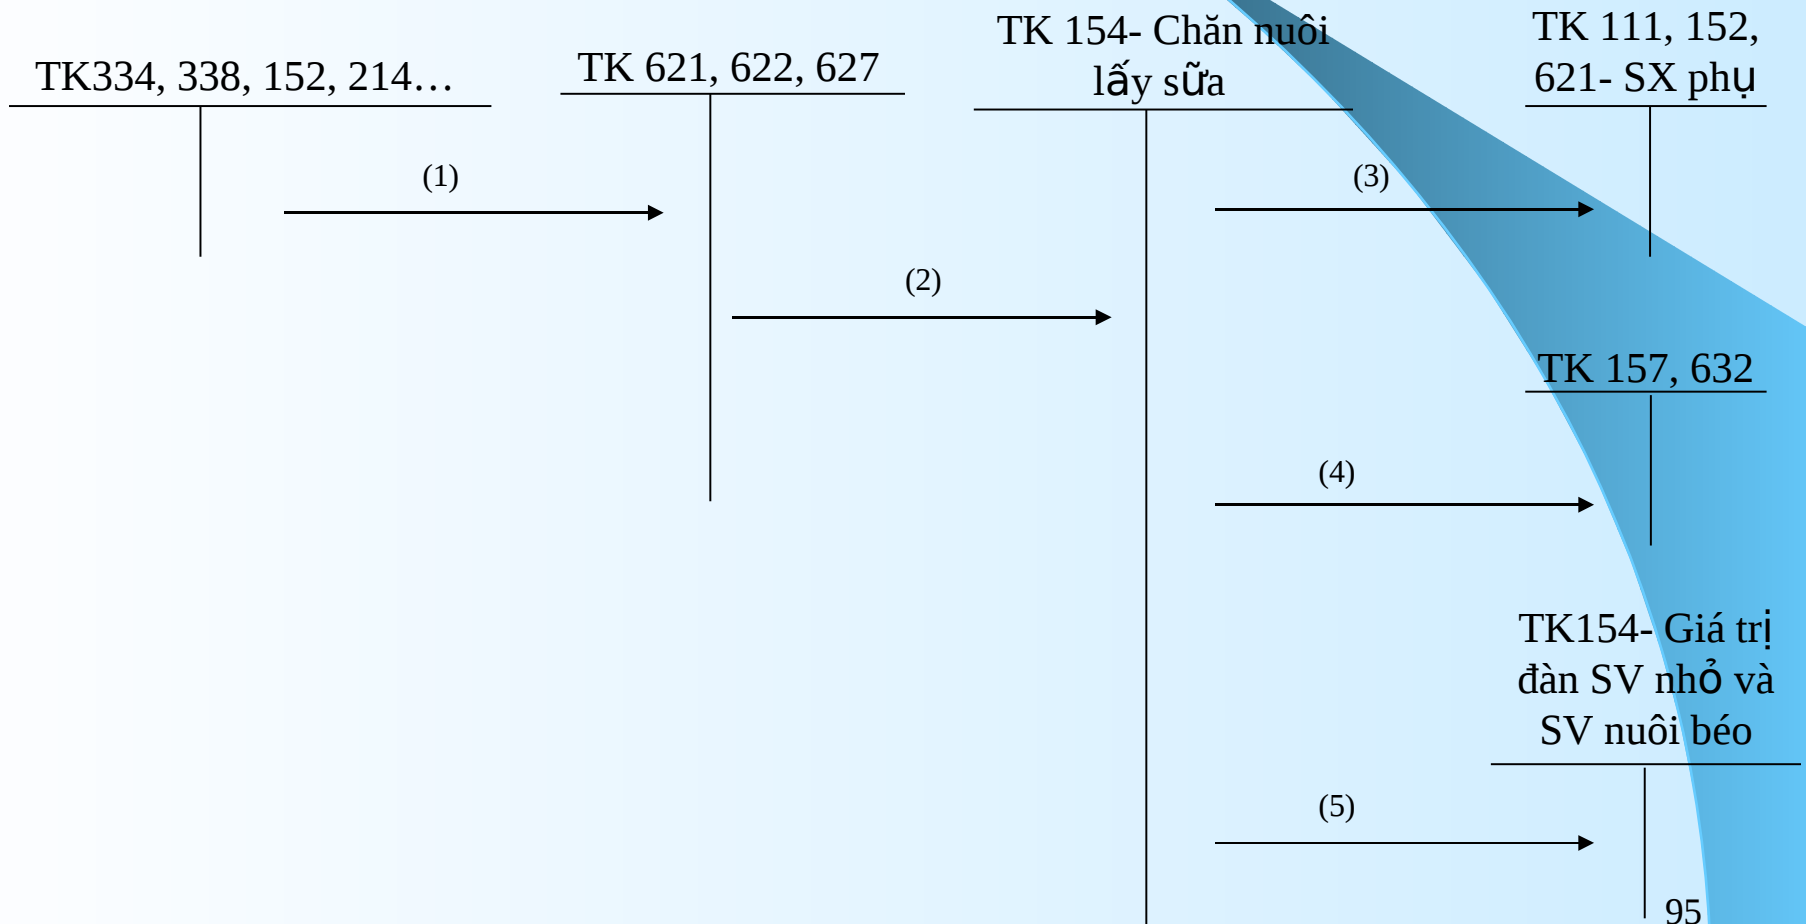 TK334, 338, 152, 214…
TK 621, 622, 627
TK 154- Chăn nuôi
lấy sữa
TK 111, 152,
621- SX phụ
(1)
(3)
(2)
TK 157, 632
(4)
TK154- Giá trị
đàn SV nhỏ và
SV nuôi béo
(5)
95